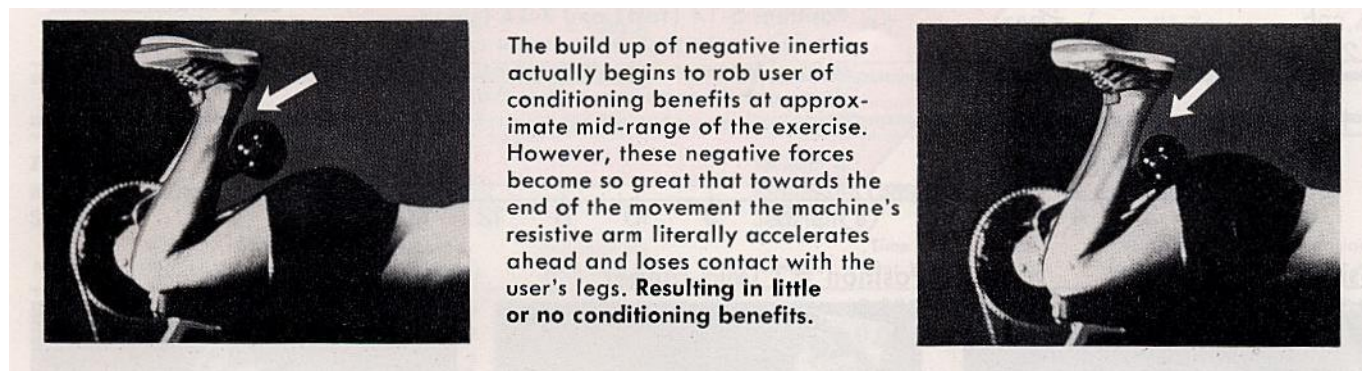 The build up of negative inertias
actually begins to rob user of
conditioning benefits at approx-
imate mid-range of the exercise.
However, these negative forces
become so great that towards the
end of the movement the machine's
resistive arm literally accelerates
ahead and loses contact with the
user's legs. Resulting in little
or no conditioning benefits.